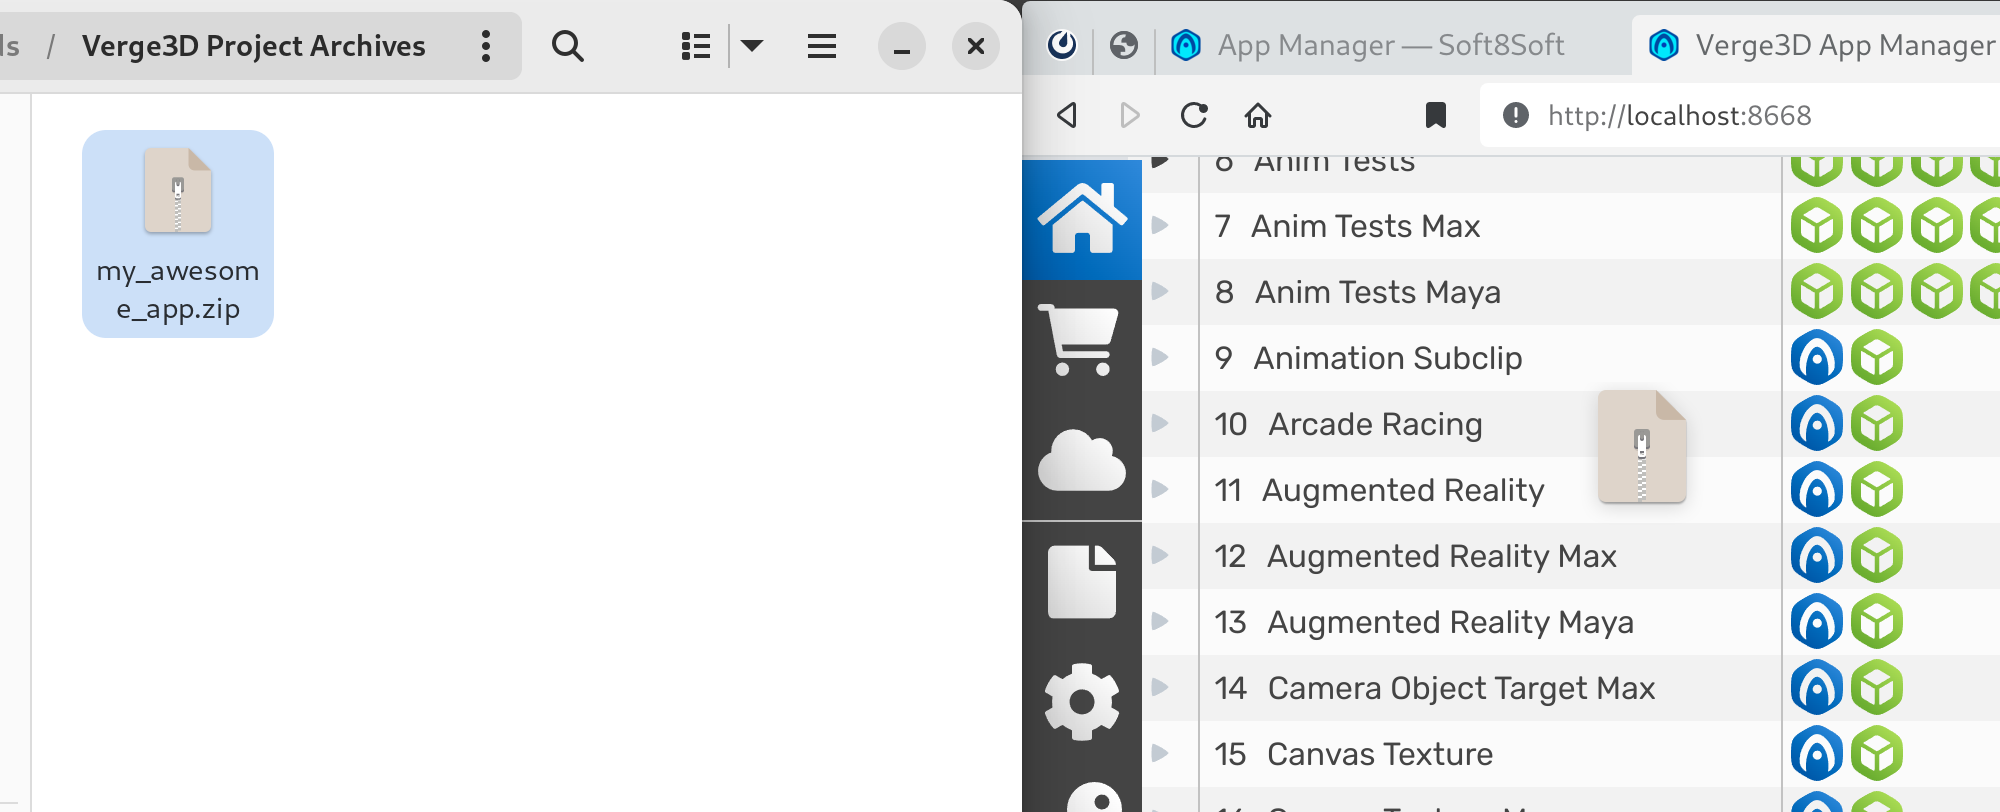 ls / Verge3D Project Archives
my_awesom
e_app.zip
App Manager — Soft8Soft
Verge3D App Manager
http://localhost:8668
6 Anim Tests
7 Anim Tests Max
8 Anim Tests Maya
9 Animation Subclip
10 Arcade Racing
11 Augmented Reality
12 Augmented Reality Max
13 Augmented Reality Maya
14 Camera Object Target Max
15 Canvas Texture